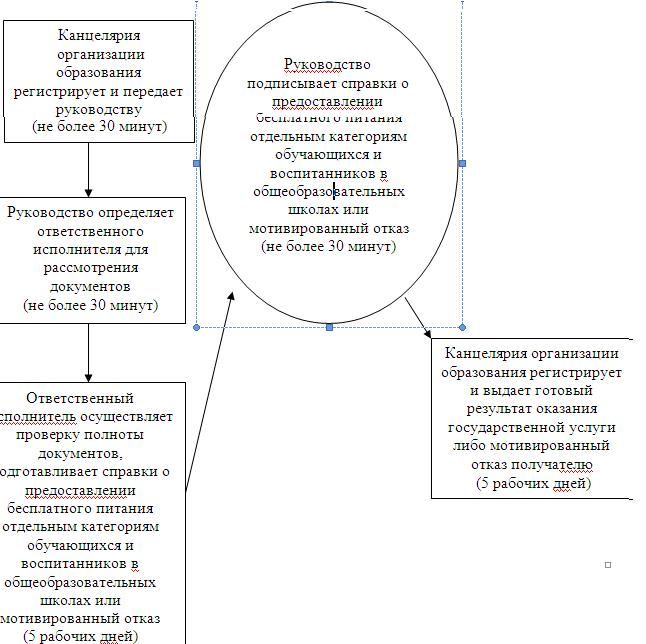 Канцелярия
организации
образования
регистрирует и передает
руководству
(не более 30 минут)
Руководство определяет
ответственного
исполнителя для
рассмотрения
документов
(не более 30 минут)
Ответственный
сполнитель осуществляет
проверку полноты
документов,
одготавливает справки о
предоставлении
бесплатного питания
отдельным категориям
обучающихся и
воспитанников в
общеобразовательных
школах или
мотивированный отказ
(5 рабочих дней)
Руководство
подписывает справки о
предоставлении
бесплатного питания
отдельным категориям
обучающихся и
воспитанников в
общеобразовательных
школах или
мотивированный отказ
(не более 30 минут)
Канцелярия организации
образования регистрирует
и выдает готовый
результат оказания
государственной услуги
либо мотивированный
отказ получателю
(5 рабочих дней)